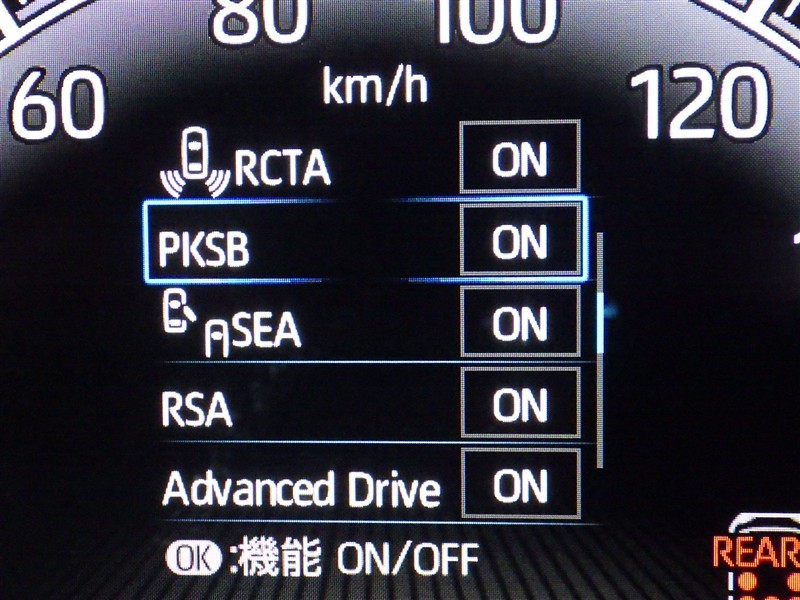 80 100
60 km/h 120
RCTA ON
PKSB ON
SEA ON
RSA ON
Advanced Drive ON
OK :機能 ON/OFF
REAR